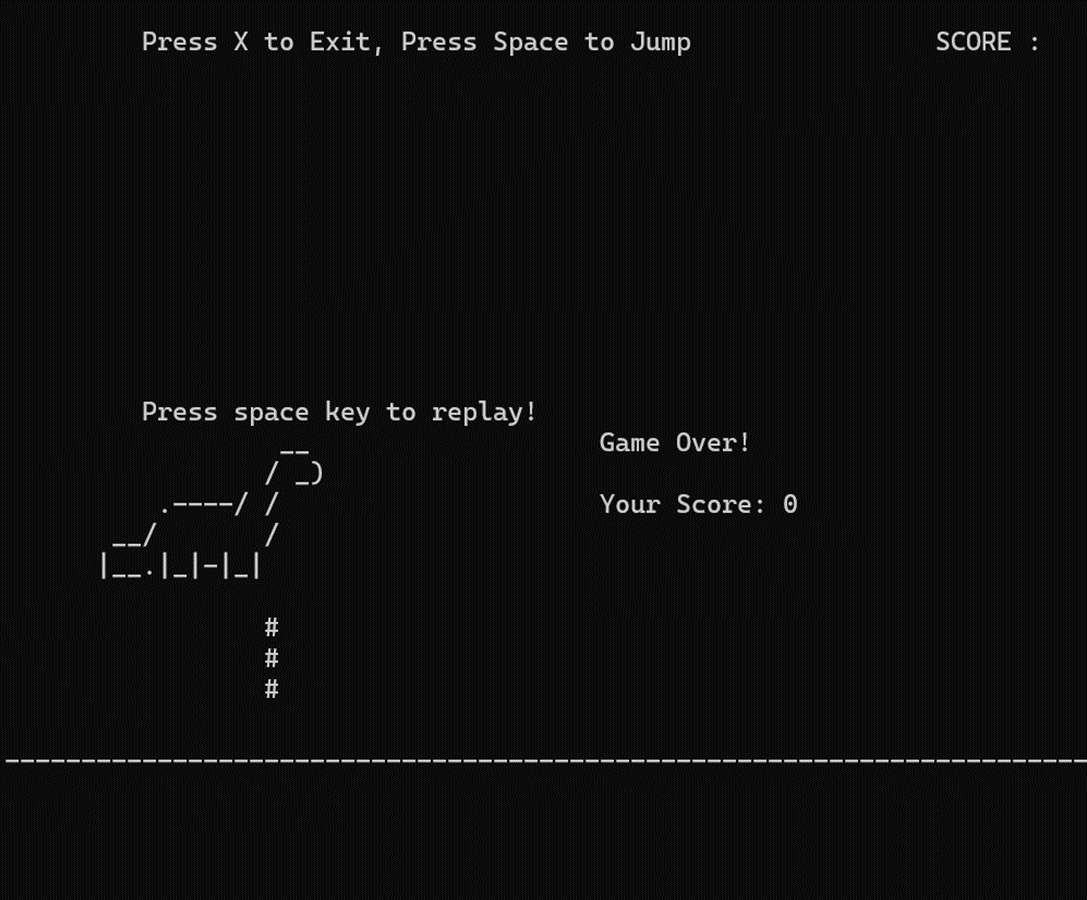 Press X to Exit, Press Space to Jump SCORE :
Press space key to replay!
Game Over!
Your Score: 0